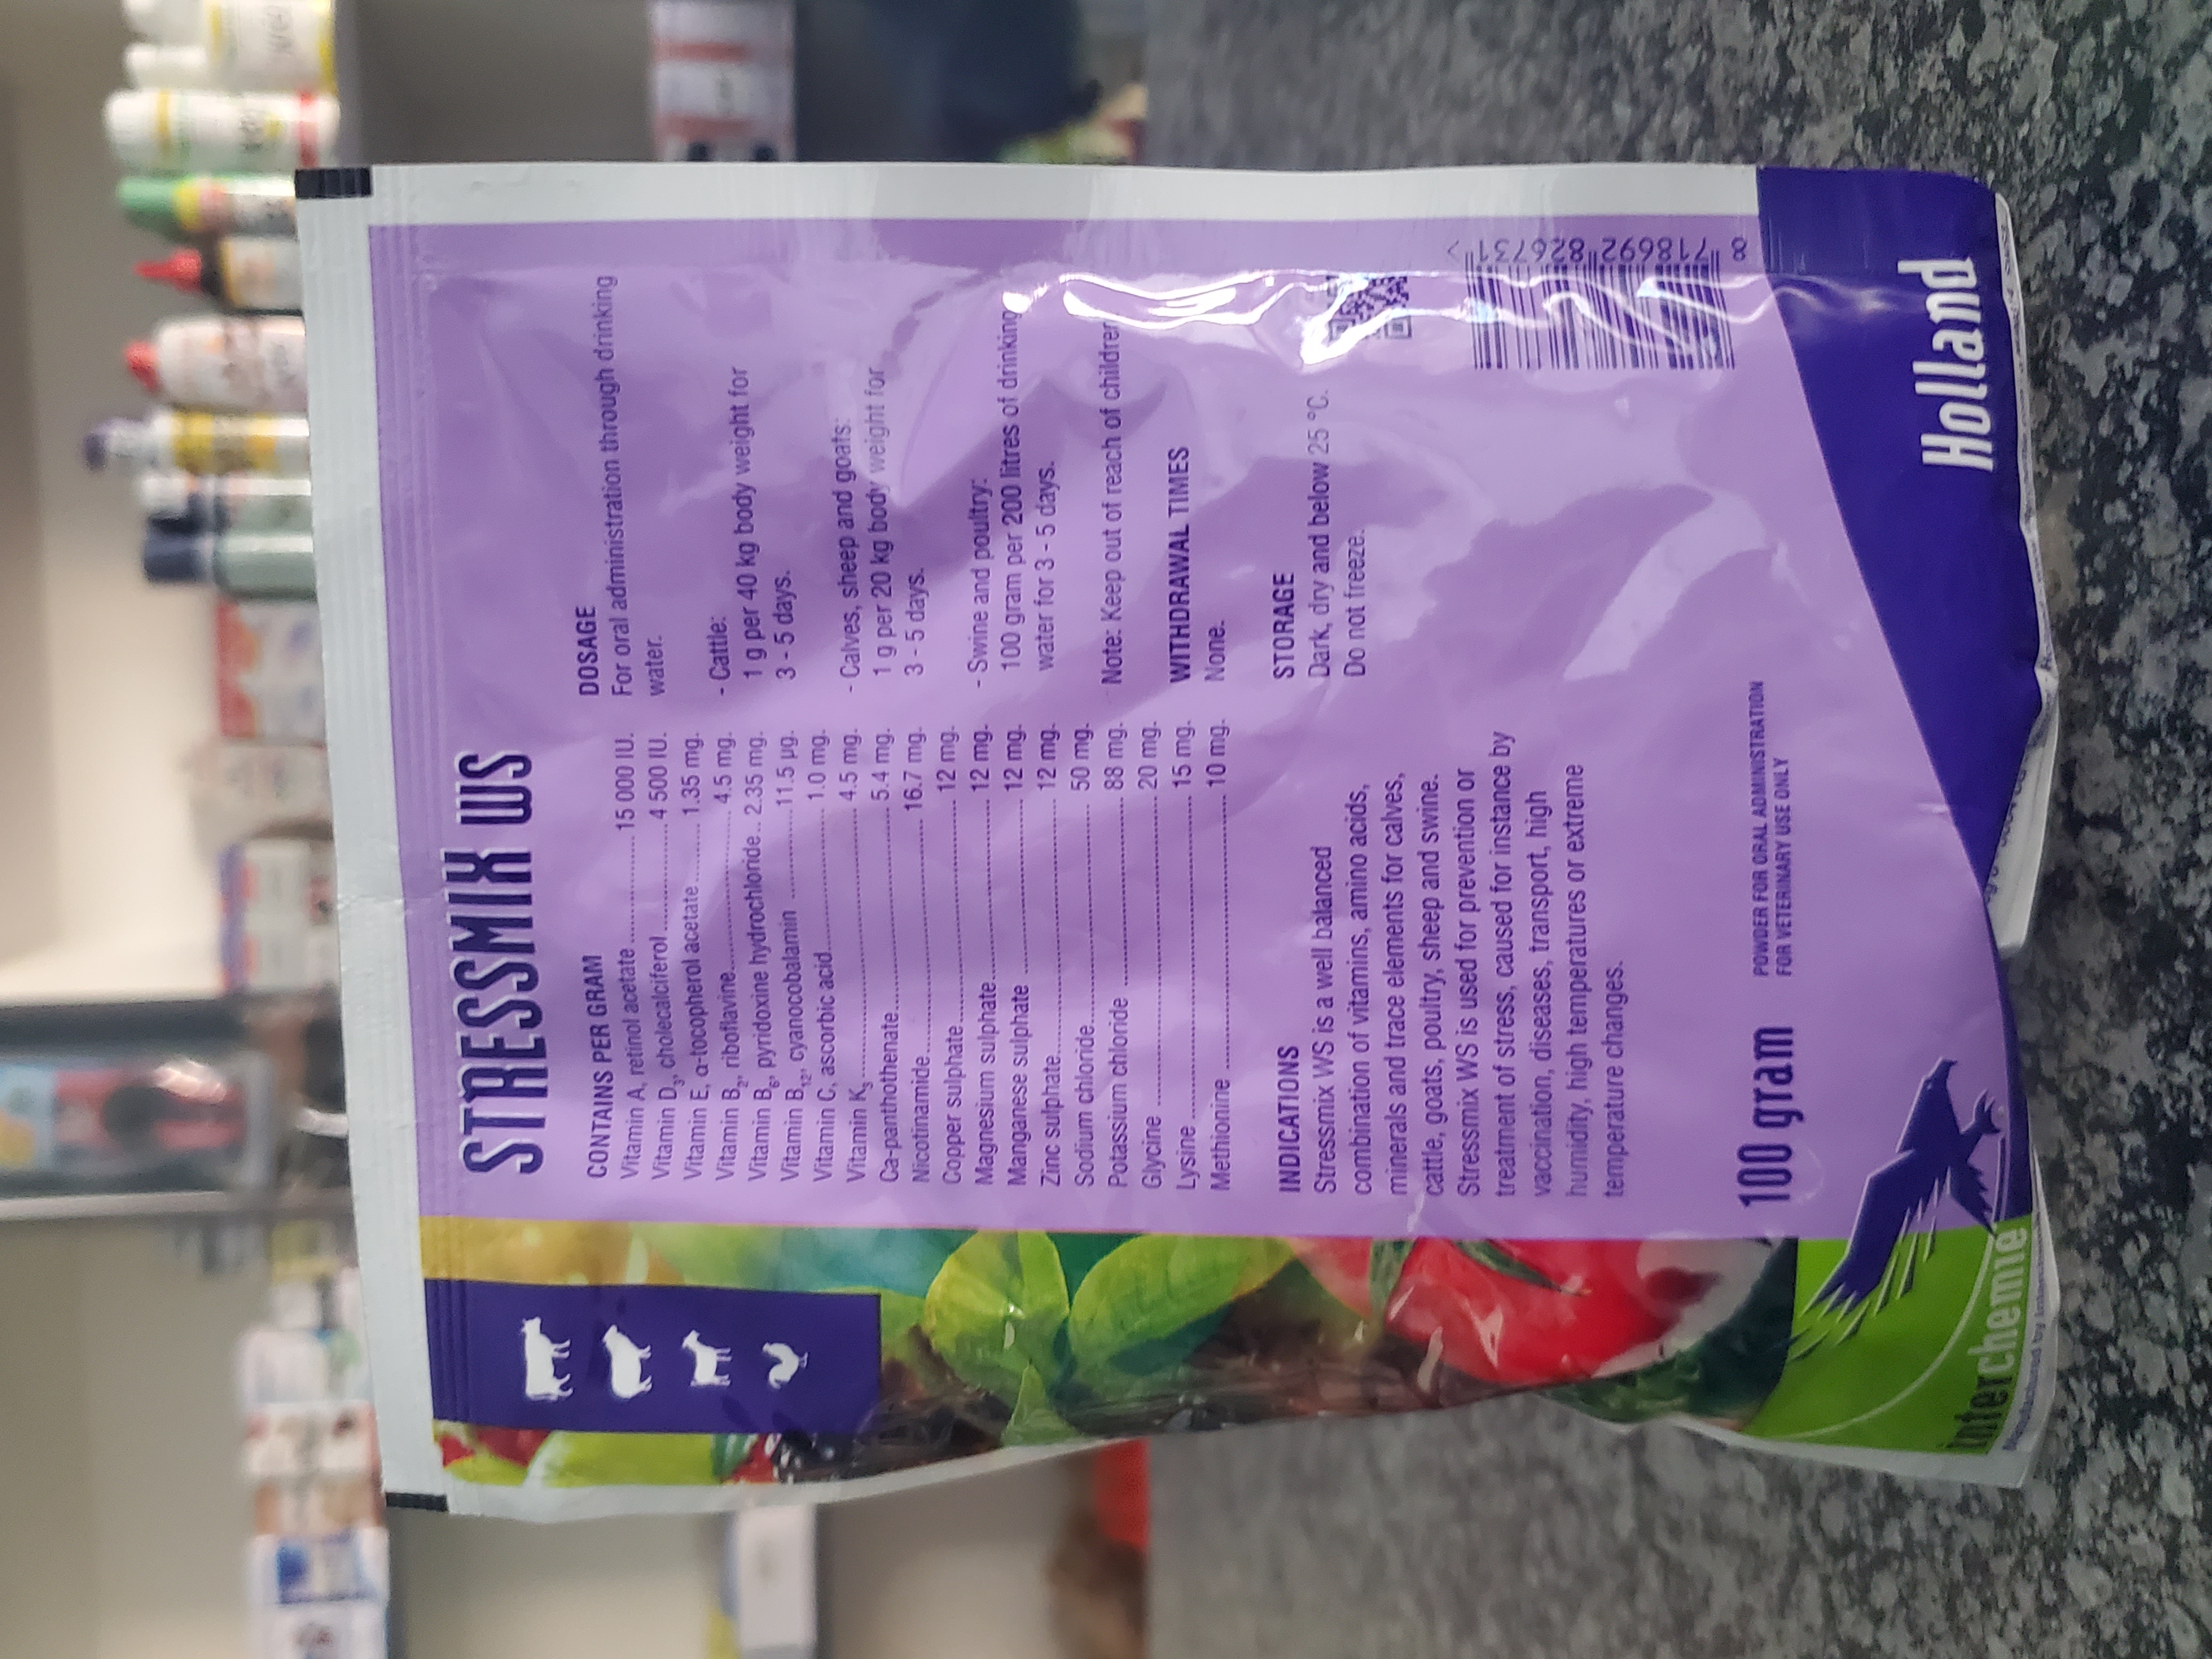 STRESSMIX WS
CONTAINS PER GRAM
Vitamin A, retinol acetate.................. 15 000 IU.
Vitamin D3, cholecalciferol................ 4 500 IU.
Vitamin E, α-tocopherol acetate........ 1.35 mg.
Vitamin B2, riboflavine....................... 4.5 mg.
Vitamin B6, pyridoxine hydrochloride.. 2.35 mg.
Vitamin B12, cyanocobalamin .............. 11.5 µg.
Vitamin C, ascorbic acid...................... 1.0 mg.
Vitamin K3........................................... 4.5 mg.
Ca-panthothenate............................... 5.4 mg.
Nicotinamide..................................... 16.7 mg.
Copper sulphate................................... 12 mg.
Magnesium sulphate............................ 12 mg.
Manganese sulphate ............................ 12 mg.
Zinc sulphate....................................... 12 mg.
Sodium chloride................................... 50 mg.
Potassium chloride .............................. 88 mg.
Glycine ................................................ 20 mg.
Lysine .................................................. 15 mg.
Methionine .......................................... 10 mg.
INDICATIONS
Stressmix WS is a well balanced
combination of vitamins, amino acids,
minerals and trace elements for calves,
cattle, goats, poultry, sheep and swine.
Stressmix WS is used for prevention or
treatment of stress, caused for instance by
vaccination, diseases, transport, high
humidity, high temperatures or extreme
temperature changes.
DOSAGE
For oral administration through drinking
water.
- Cattle:
1 g per 40 kg body weight for
3 - 5 days.
- Calves, sheep and goats:
1 g per 20 kg body weight for
3 - 5 days.
- Swine and poultry:
100 gram per 200 litres of drinking
water for 3 - 5 days.
Note: Keep out of reach of children
WITHDRAWAL TIMES
None.
STORAGE
Dark, dry and below 25 °C.
Do not freeze.
8 718692 826731 >
100 gram
POWDER FOR ORAL ADMINISTRATION
FOR VETERINARY USE ONLY
interchemie
Holland